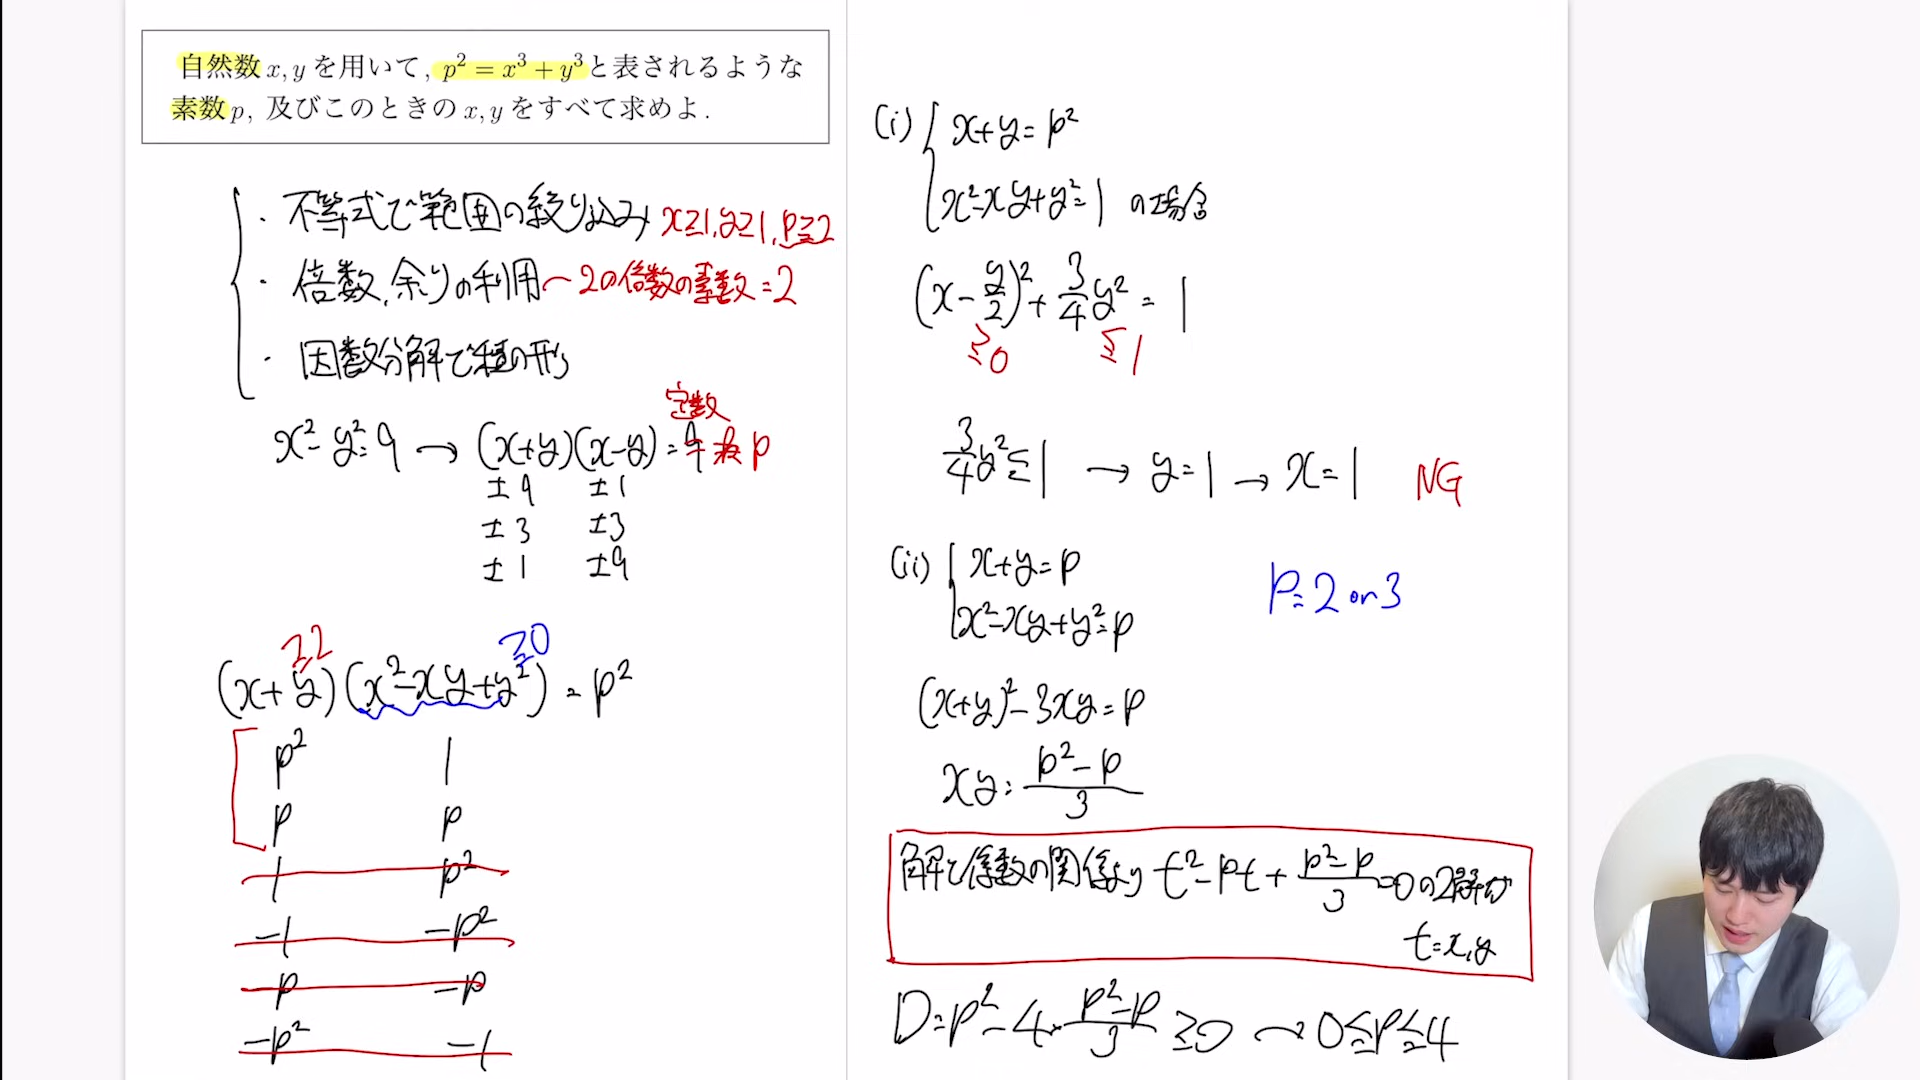 自然数 x, y を用いて, p² = x³ + y³ と表されるような
素数 p, 及びこのときの x, y をすべて求めよ.
・不等式で範囲の絞り込み x≧1, y≧1, p≧2
・倍数, 余りの利用 〜 2の倍数の素数 = 2
・因数分解で積の形
定数
x² - y² = 9 → (x+y)(x-y) = 9 p
±9 ±1
±3 ±3
±1 ±9
≧2 ≧0
(x+y)(x²-xy+y²) = p²
p² 1
p p
1 p²
-1 -p²
-p -p
-p² -1
(i) { x+y = p²
x²-xy+y² = 1 の場合
(x - y/2)² + 3/4 y² = 1
≧0 ≦1
3/4 y² ≦ 1 → y = 1 → x = 1 NG
(ii) { x+y = p
x²-xy+y² = p
P = 2 or 3
(x+y)² - 3xy = p
xy = (p²-p)/3
解と係数の関係より t² - pt + (p²-p)/3 = 0 の2解が
t = x, y
D = p² - 4・(p²-p)/3 ≧ 0 → 0 ≦ p ≦ 4